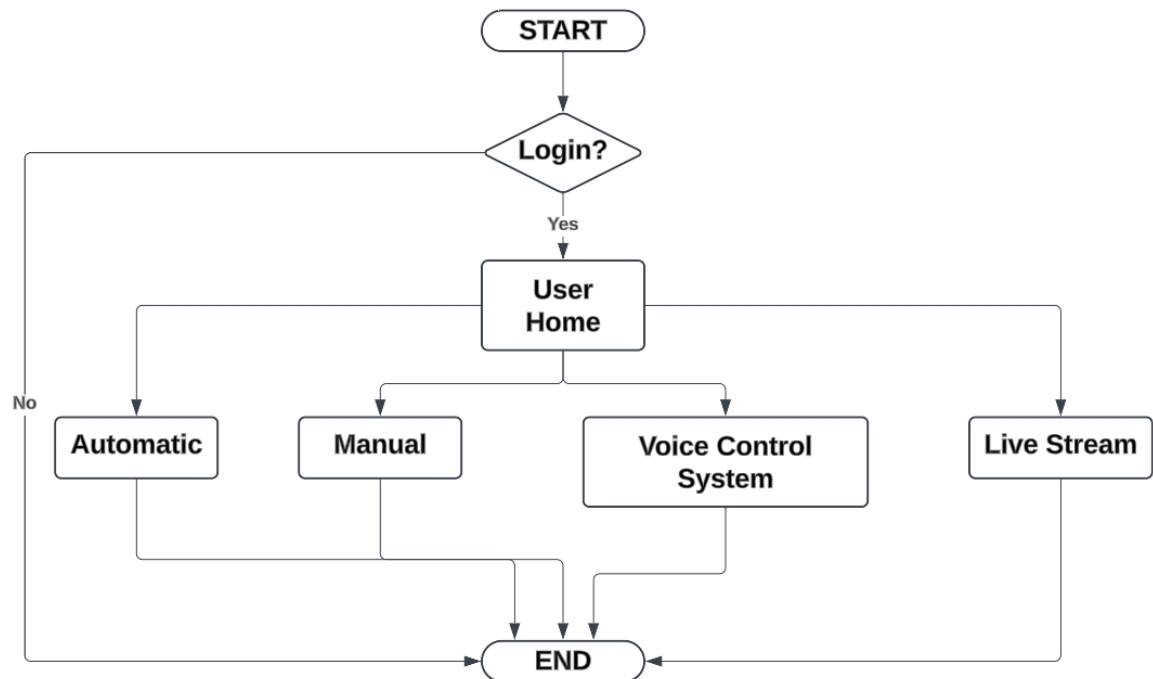 START
Login?
Yes
User
Home
No
Automatic
Manual
Voice Control
System
Live Stream
END